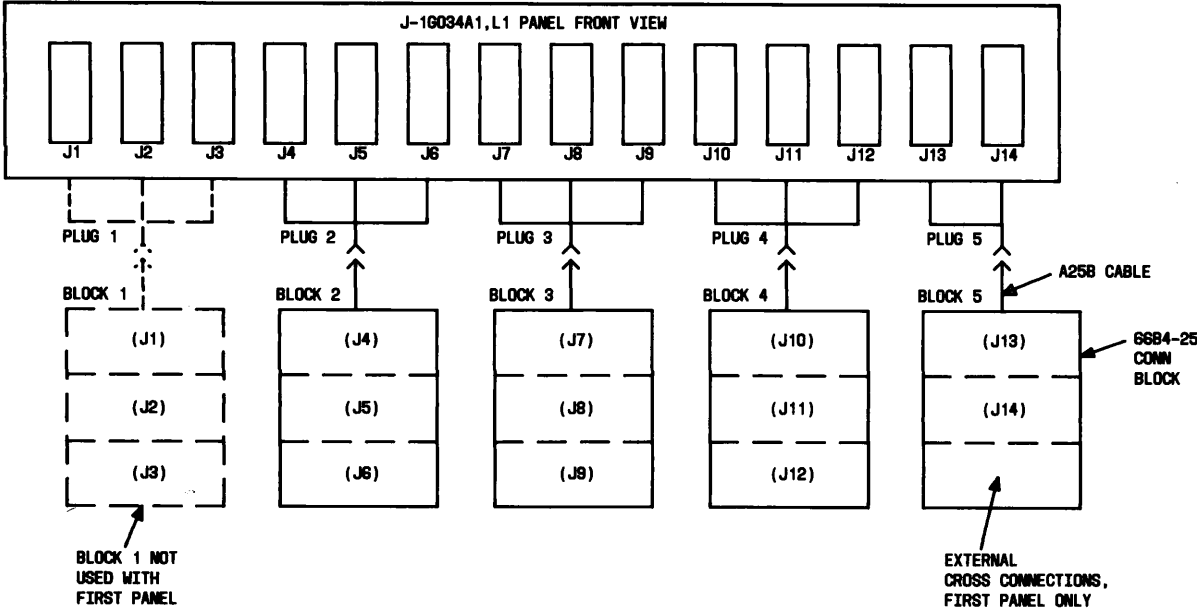 J-1G034A1,L1 PANEL FRONT VIEW
J1 J2 J3 J4 J5 J6 J7 J8 J9 J10 J11 J12 J13 J14
PLUG 1 PLUG 2 PLUG 3 PLUG 4 PLUG 5
A25B CABLE
BLOCK 1 BLOCK 2 BLOCK 3 BLOCK 4 BLOCK 5
(J1) (J4) (J7) (J10) (J13)
66B4-25
CONN
BLOCK
(J2) (J5) (J8) (J11) (J14)
(J3) (J6) (J9) (J12)
BLOCK 1 NOT
USED WITH
FIRST PANEL
EXTERNAL
CROSS CONNECTIONS,
FIRST PANEL ONLY